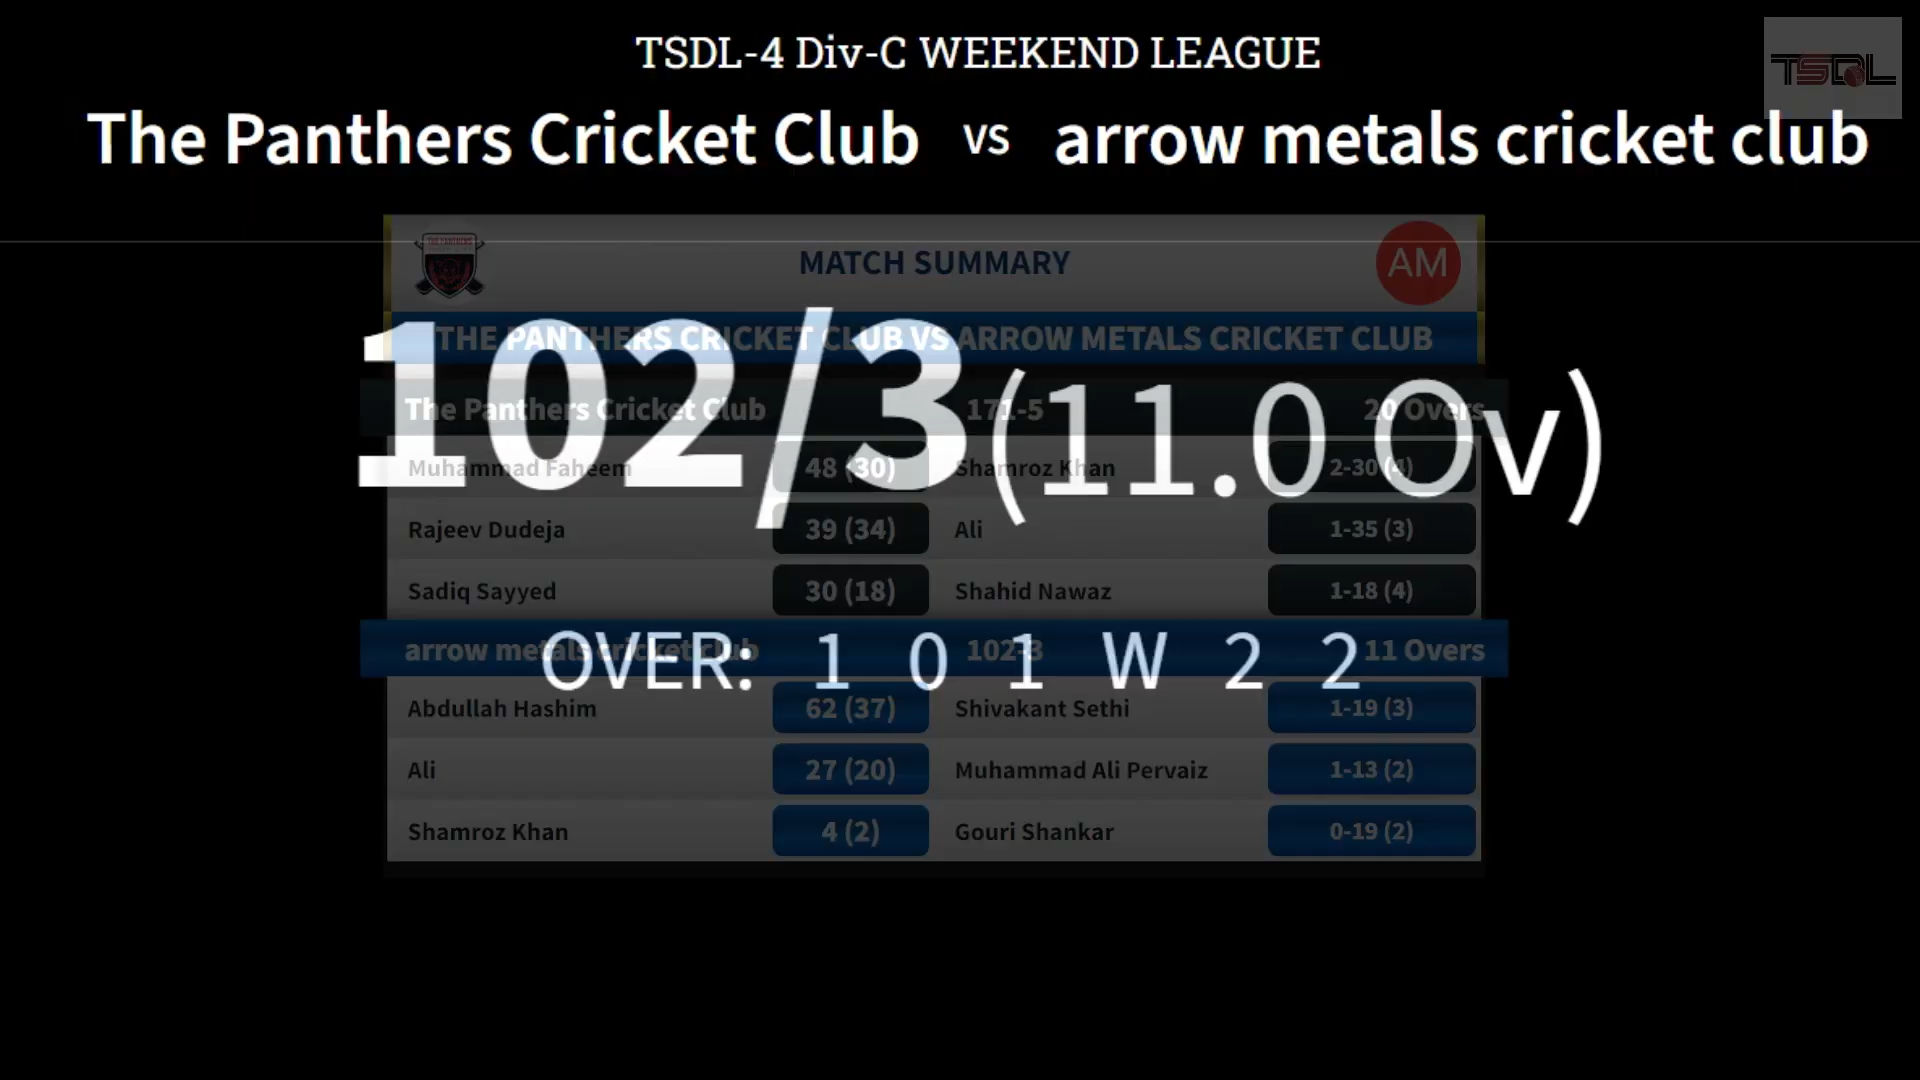 TSDL-4 Div-C WEEKEND LEAGUE
TSDL
The Panthers Cricket Club vs arrow metals cricket club
THE PANTHERS
MATCH SUMMARY
AM
THE PANTHERS CRICKET CLUB VS ARROW METALS CRICKET CLUB
102/3 (11.0 Ov)
The Panthers Cricket Club 171-5 20 Overs
Muhammad Faheem 48 (30) Shamroz Khan 2-30 (4)
Rajeev Dudeja 39 (34) Ali 1-35 (3)
Sadiq Sayyed 30 (18) Shahid Nawaz 1-18 (4)
OVER: 1 0 1 W 2 2
arrow metals cricket club 102-3 11 Overs
Abdullah Hashim 62 (37) Shivakant Sethi 1-19 (3)
Ali 27 (20) Muhammad Ali Pervaiz 1-13 (2)
Shamroz Khan 4 (2) Gouri Shankar 0-19 (2)